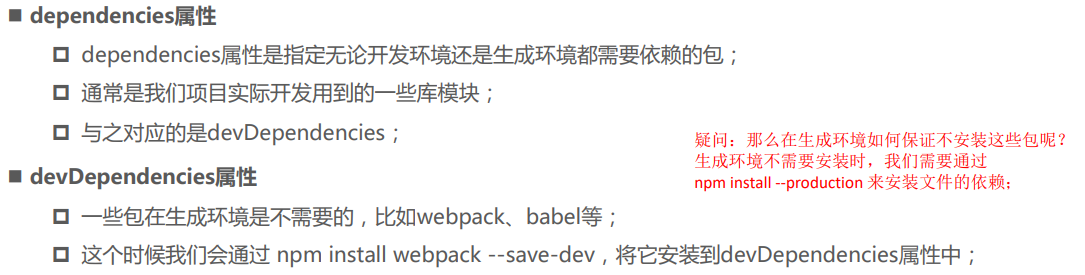 dependencies属性
dependencies属性是指定无论开发环境还是生成环境都需要依赖的包；
通常是我们项目实际开发用到的一些库模块；
与之对应的是devDependencies；
疑问：那么在生成环境如何保证不安装这些包呢？
生成环境不需要安装时，我们需要通过
npm install --production 来安装文件的依赖;
devDependencies属性
一些包在生成环境是不需要的，比如webpack、babel等；
这个时候我们会通过 npm install webpack --save-dev，将它安装到devDependencies属性中；